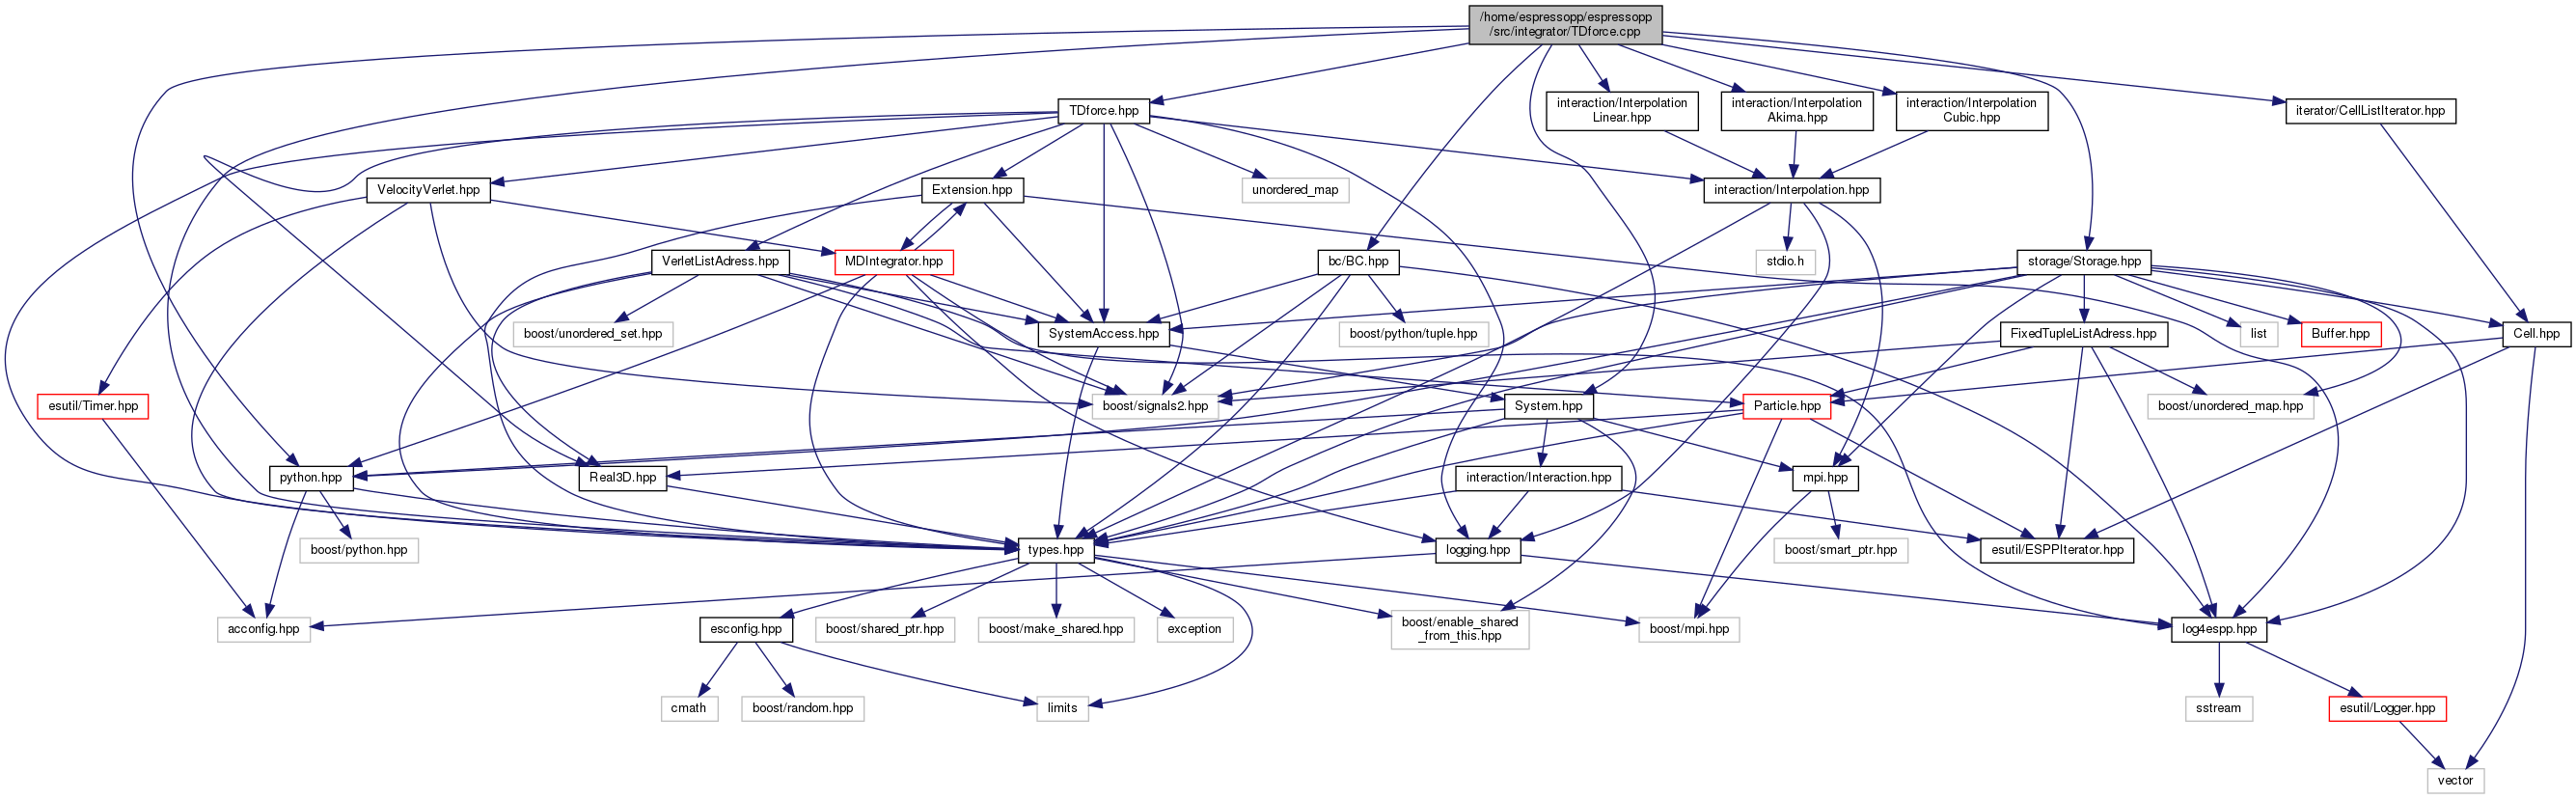 /home/espressopp/espressopp
/src/integrator/TDforce.cpp
TDforce.hpp
interaction/Interpolation
Linear.hpp
interaction/Interpolation
Akima.hpp
interaction/Interpolation
Cubic.hpp
iterator/CellListIterator.hpp
VelocityVerlet.hpp
Extension.hpp
unordered_map
interaction/Interpolation.hpp
VerletListAdress.hpp
MDIntegrator.hpp
bc/BC.hpp
stdio.h
storage/Storage.hpp
boost/unordered_set.hpp
SystemAccess.hpp
boost/python/tuple.hpp
FixedTupleListAdress.hpp
list
Buffer.hpp
Cell.hpp
esutil/Timer.hpp
boost/signals2.hpp
System.hpp
Particle.hpp
boost/unordered_map.hpp
python.hpp
Real3D.hpp
interaction/Interaction.hpp
mpi.hpp
boost/python.hpp
types.hpp
logging.hpp
boost/smart_ptr.hpp
esutil/ESPPIterator.hpp
acconfig.hpp
esconfig.hpp
boost/shared_ptr.hpp
boost/make_shared.hpp
exception
boost/enable_shared
_from_this.hpp
boost/mpi.hpp
log4espp.hpp
cmath
boost/random.hpp
limits
sstream
esutil/Logger.hpp
vector